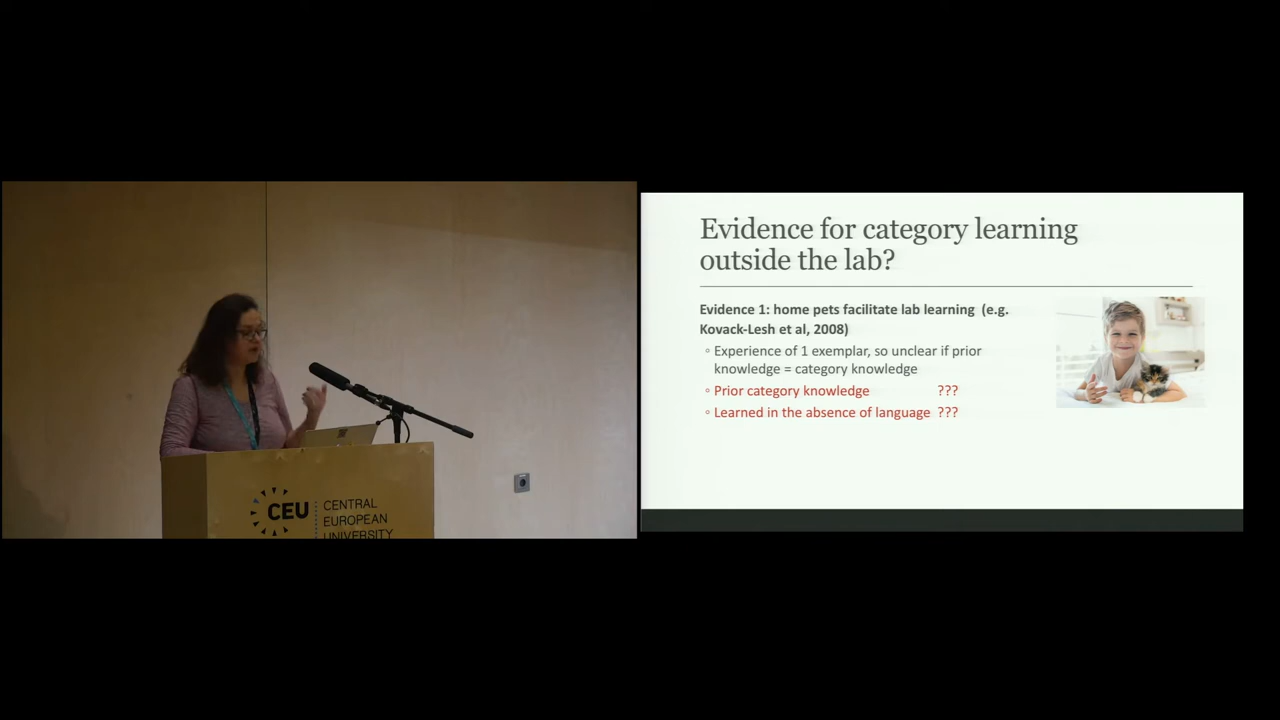 Evidence for category learning
outside the lab?
Evidence 1: home pets facilitate lab learning (e.g.
Kovack-Lesh et al, 2008)
◦ Experience of 1 exemplar, so unclear if prior
knowledge = category knowledge
◦ Prior category knowledge ???
◦ Learned in the absence of language ???
CEU
CENTRAL
EUROPEAN
UNIVERSITY